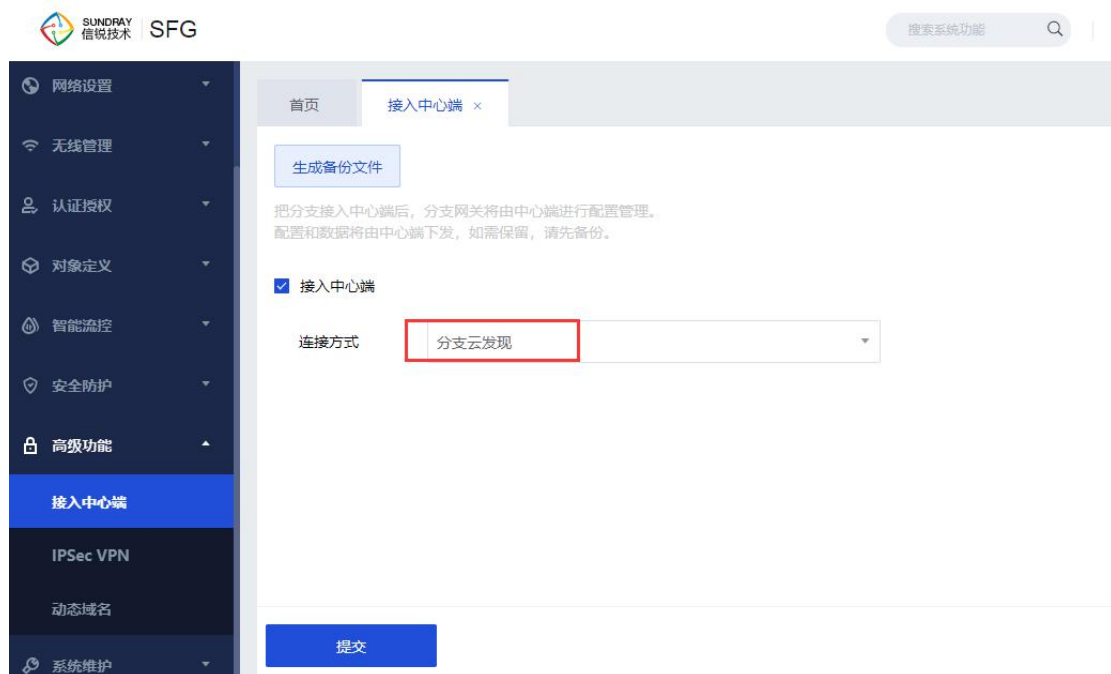 SUNDRAY
信锐技术
SFG
搜索系统功能
网络设置
无线管理
认证授权
对象定义
智能流控
安全防护
高级功能
接入中心端
IPSec VPN
动态域名
系统维护
首页
接入中心端 ×
生成备份文件
把分支接入中心端后，分支网关将由中心端进行配置管理。
配置和数据将由中心端下发，如需保留，请先备份。
接入中心端
连接方式
分支云发现
提交